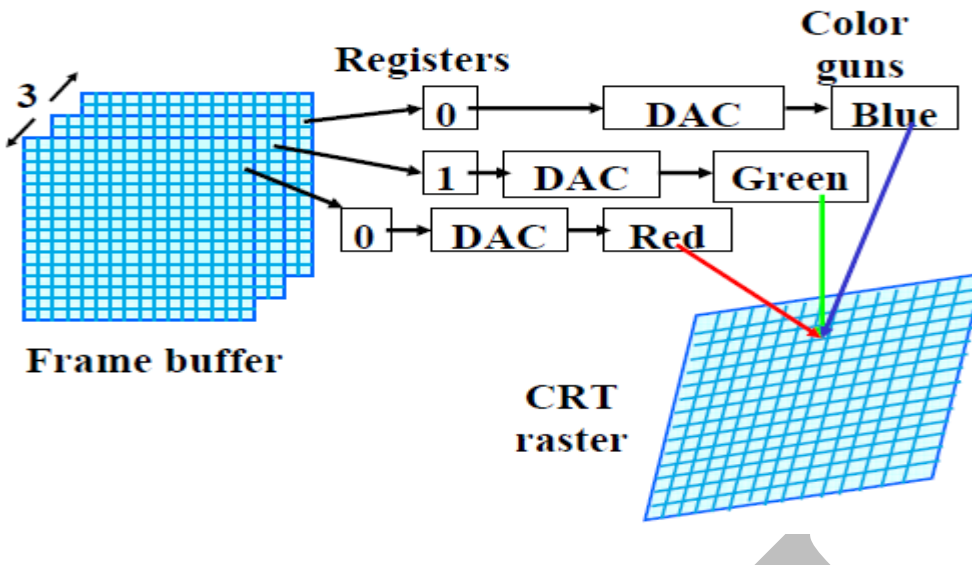 Color
guns
Registers
3
0 DAC Blue
1 DAC Green
0 DAC Red
Frame buffer
CRT
raster